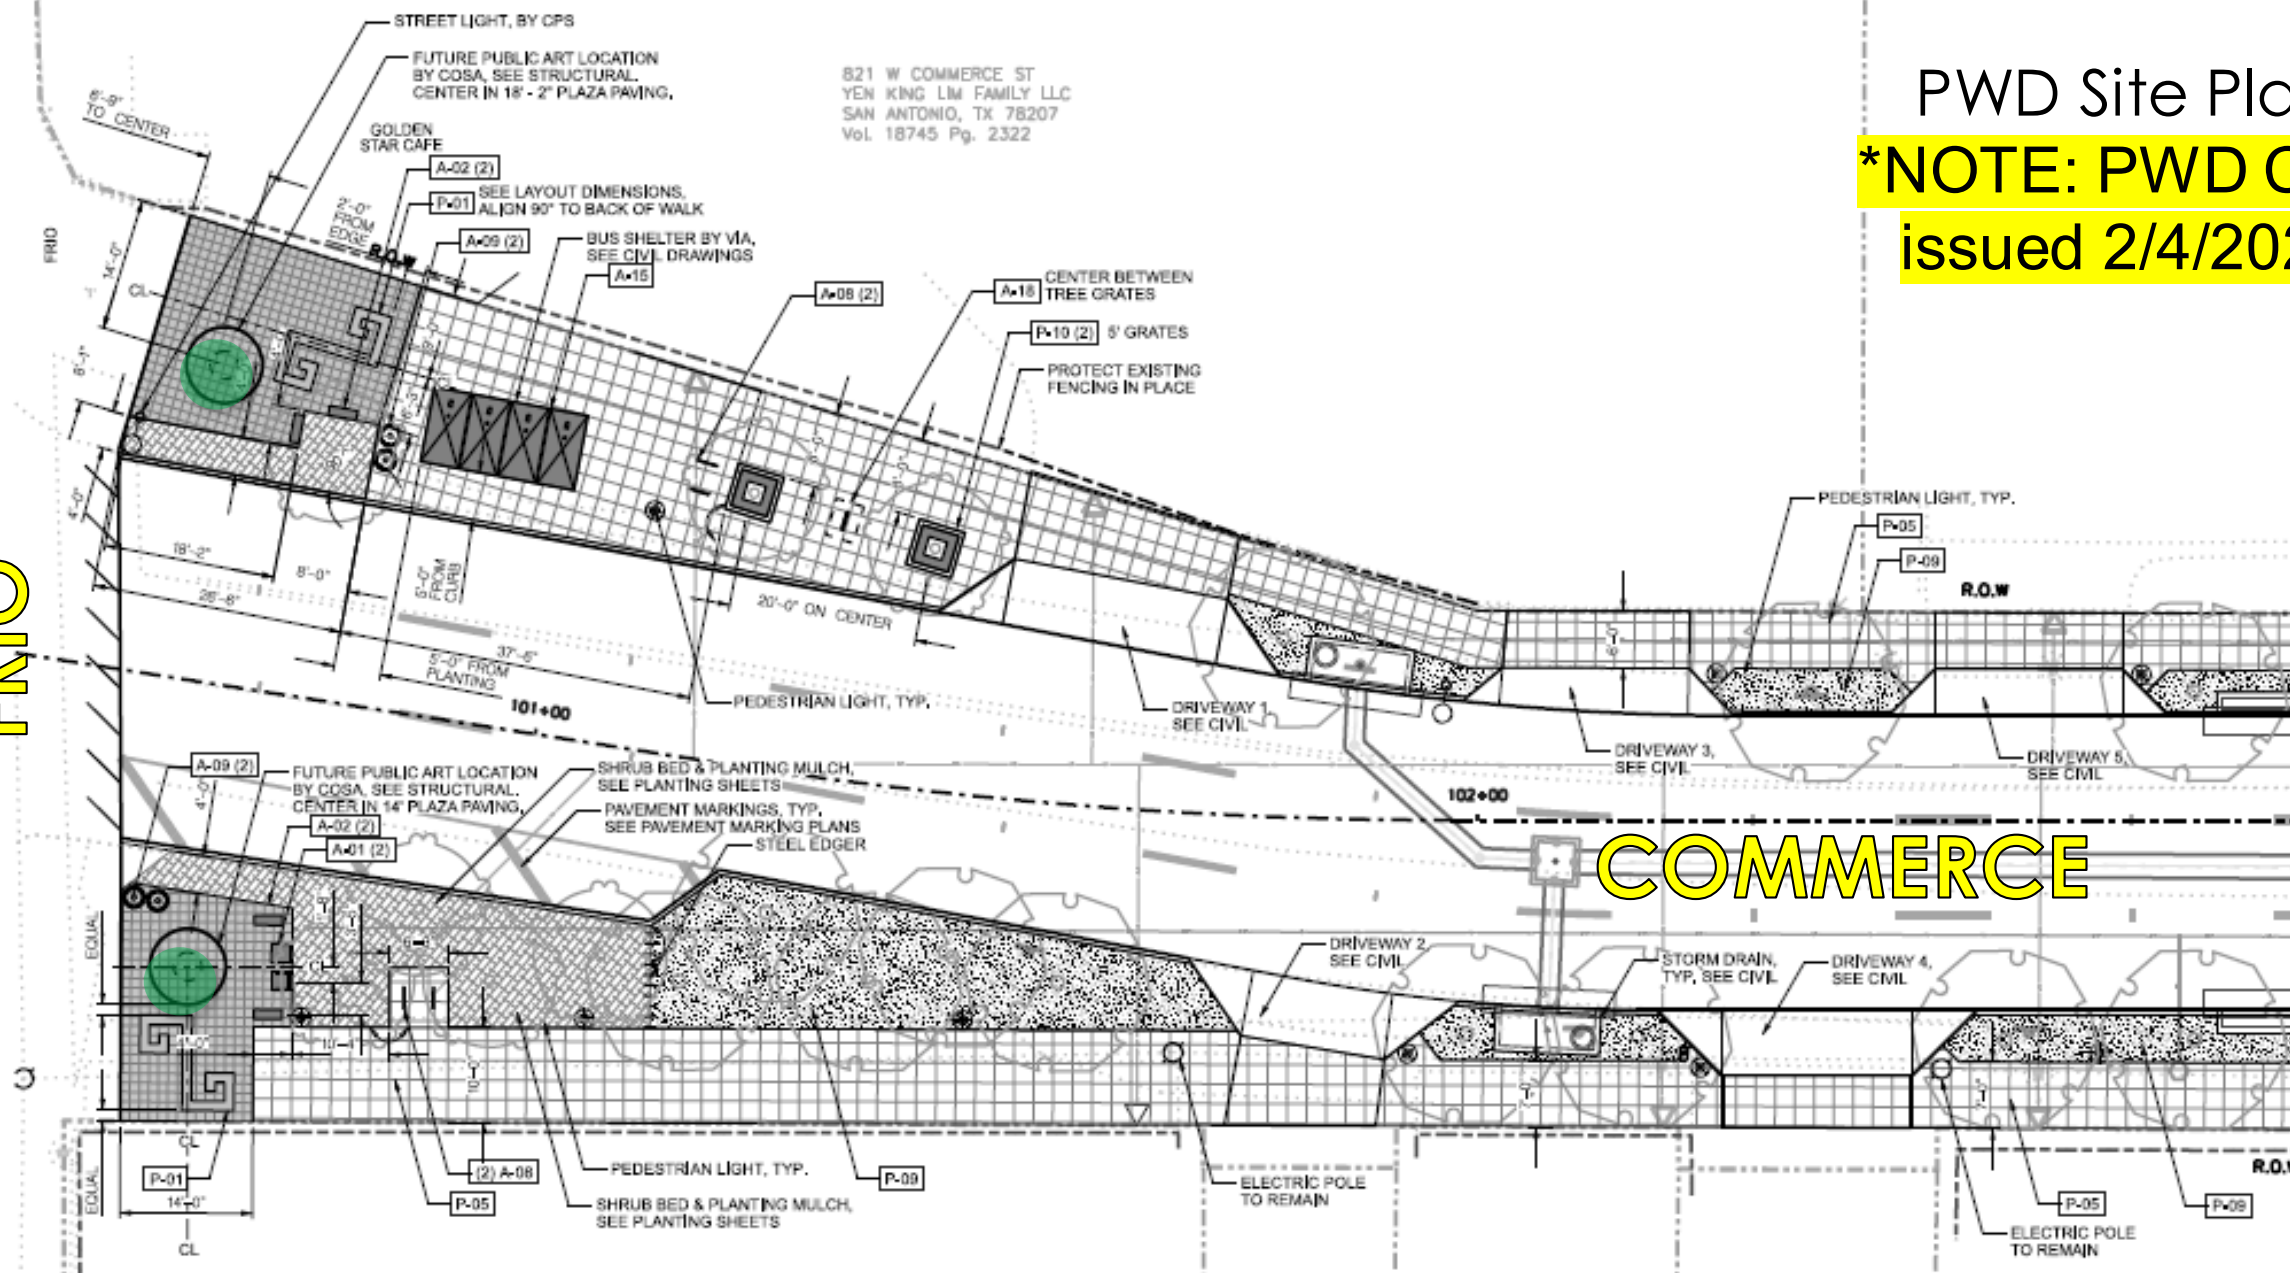 STREET LIGHT, BY CPS
FUTURE PUBLIC ART LOCATION
BY COSA, SEE STRUCTURAL.
CENTER IN 18' - 2" PLAZA PAVING.
821 W COMMERCE ST
YEN KING LIM FAMILY LLC
SAN ANTONIO, TX 78207
Vol. 18745 Pg. 2322
PWD Site Pla
*NOTE: PWD C
issued 2/4/202
6'-9"
TO CENTER
GOLDEN
STAR CAFE
A-02 (2)
P-01
SEE LAYOUT DIMENSIONS,
ALIGN 90° TO BACK OF WALK
2'-0"
FROM
EDGE
R.O.W
A-09 (2)
BUS SHELTER BY VIA,
SEE CIVIL DRAWINGS
A-15
FRIO
14'-0"
CL
A-08 (2)
A-18
CENTER BETWEEN
TREE GRATES
P-10 (2)
5' GRATES
PROTECT EXISTING
FENCING IN PLACE
6'-1"
4'-0"
18'-2"
8'-0"
26'-6"
5'-0"
FROM
CURB
20'-0" ON CENTER
37'-6"
5'-0" FROM
PLANTING
101+00
PEDESTRIAN LIGHT, TYP.
PEDESTRIAN LIGHT, TYP.
P-05
P-09
R.O.W
FRIO
DRIVEWAY 1,
SEE CIVIL
DRIVEWAY 3,
SEE CIVIL
DRIVEWAY 5,
SEE CIVIL
102+00
COMMERCE
A-09 (2)
4'-0"
FUTURE PUBLIC ART LOCATION
BY COSA, SEE STRUCTURAL.
CENTER IN 14' PLAZA PAVING.
A-02 (2)
A-01 (2)
SHRUB BED & PLANTING MULCH,
SEE PLANTING SHEETS
PAVEMENT MARKINGS, TYP.
SEE PAVEMENT MARKING PLANS
STEEL EDGER
EQUAL
CL
DRIVEWAY 2,
SEE CIVIL
STORM DRAIN,
TYP, SEE CIVIL
DRIVEWAY 4,
SEE CIVIL
10'-4"
CL
EQUAL
P-01
14'-0"
CL
(2) A-08
P-05
PEDESTRIAN LIGHT, TYP.
SHRUB BED & PLANTING MULCH,
SEE PLANTING SHEETS
P-09
ELECTRIC POLE
TO REMAIN
R.O.W
P-05
P-09
ELECTRIC POLE
TO REMAIN